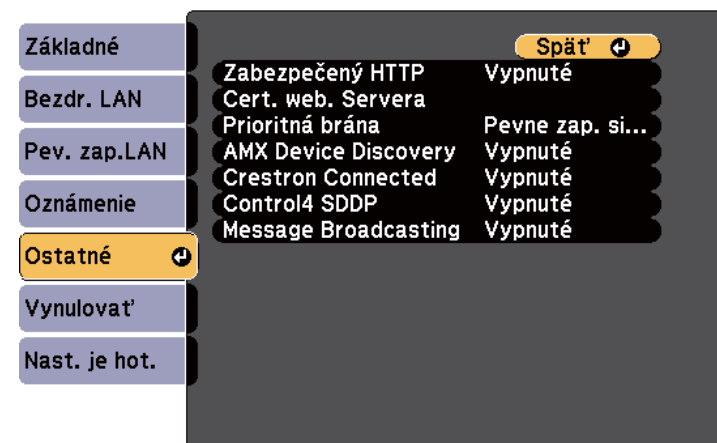 Základné
Bezdr. LAN
Pev. zap.LAN
Oznámenie
Ostatné
Vynulovať
Nast. je hot.
Späť
Zabezpečený HTTP Vypnuté
Cert. web. Servera
Prioritná brána Pevne zap. si...
AMX Device Discovery Vypnuté
Crestron Connected Vypnuté
Control4 SDDP Vypnuté
Message Broadcasting Vypnuté